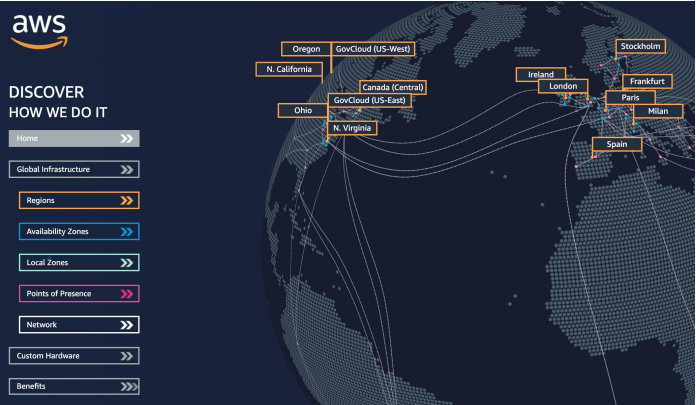 aws
DISCOVER
HOW WE DO IT
Home
Global Infrastructure
Regions
Availability Zones
Local Zones
Points of Presence
Network
Custom Hardware
Benefits
Oregon
GovCloud (US-West)
N. California
Canada (Central)
GovCloud (US-East)
Ohio
N. Virginia
Stockholm
Ireland
London
Frankfurt
Paris
Milan
Spain